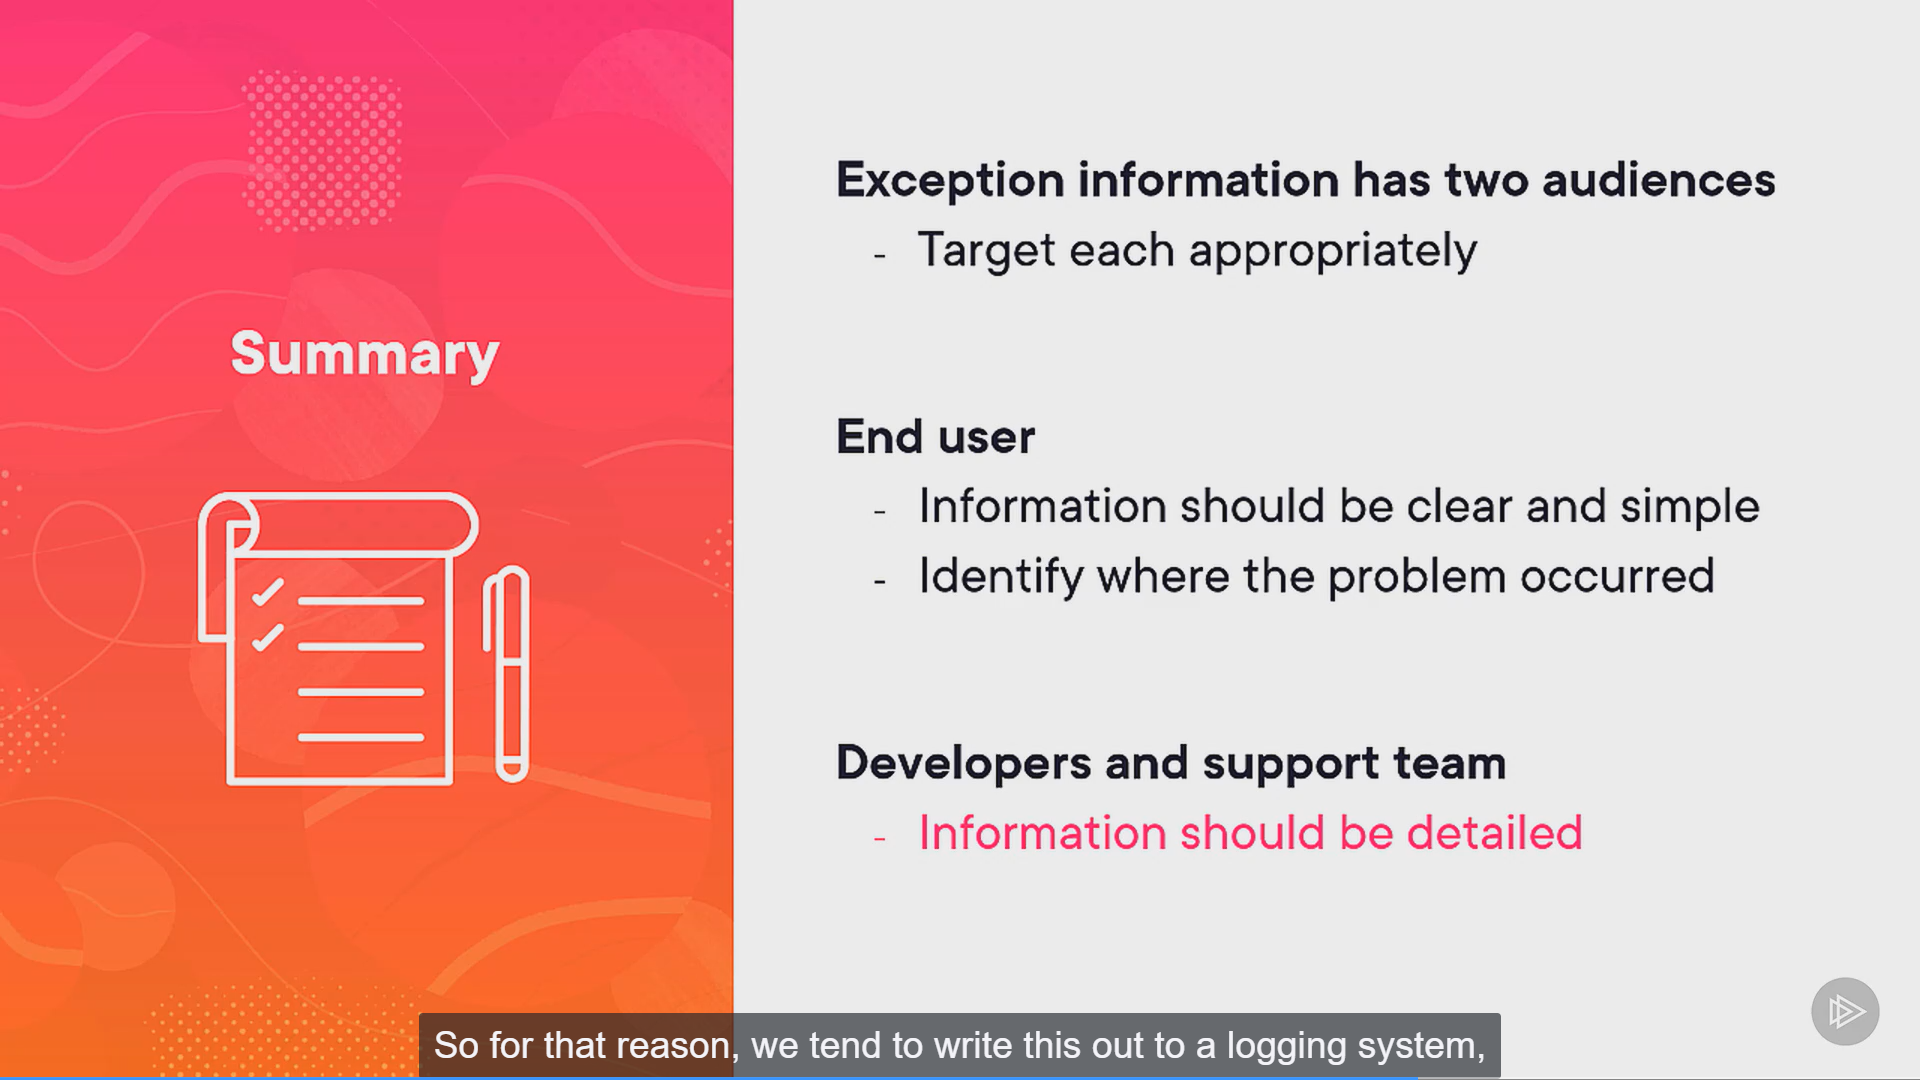 Summary
Exception information has two audiences
- Target each appropriately
End user
- Information should be clear and simple
- Identify where the problem occurred
Developers and support team
- Information should be detailed
So for that reason, we tend to write this out to a logging system,